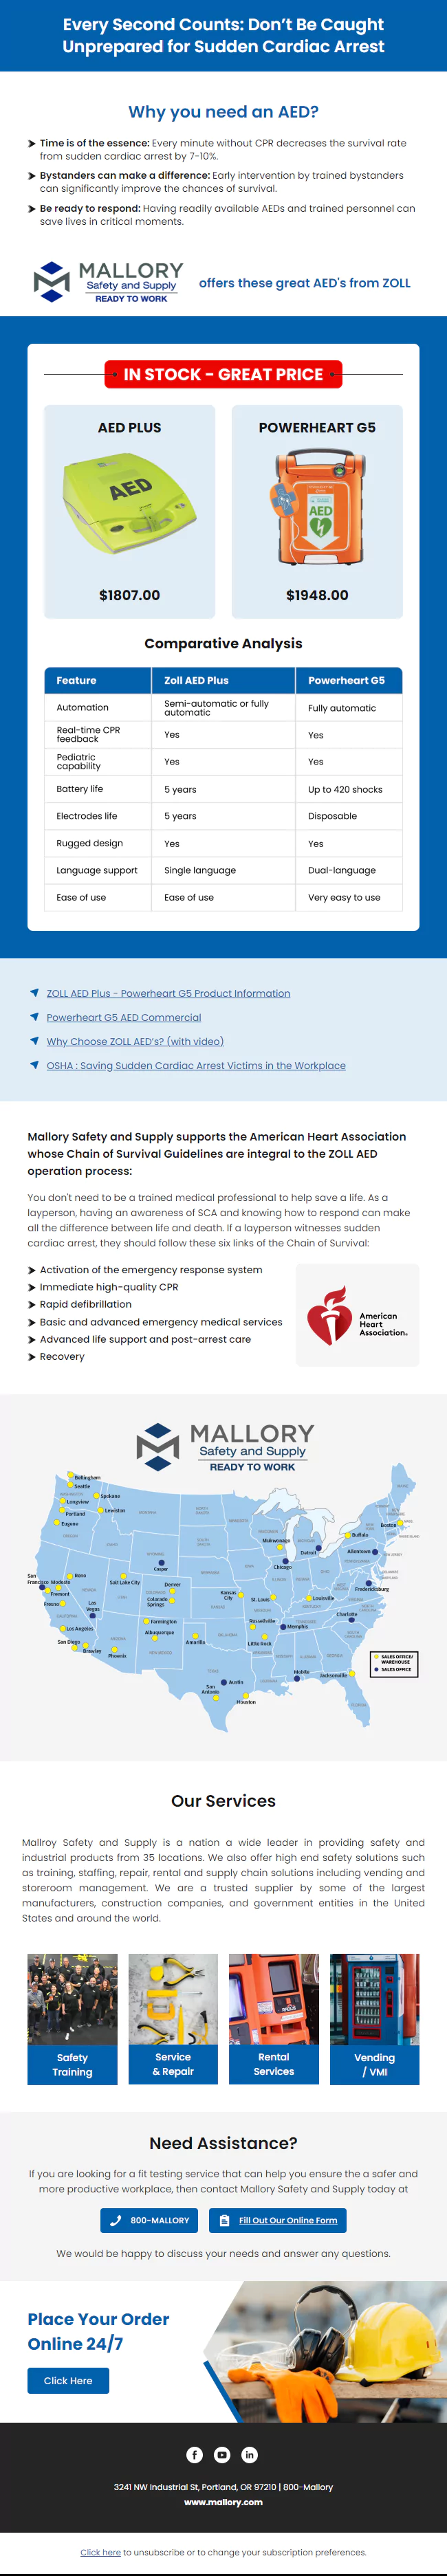 Every Second Counts: Don't Be Caught
Unprepared for Sudden Cardiac Arrest
Why you need an AED?
Time is of the essence: Every minute without CPR decreases the survival rate
from sudden cardiac arrest by 7-10%.
Bystanders can make a difference: Early intervention by trained bystanders
can significantly improve the chances of survival.
Be ready to respond: Having readily available AEDs and trained personnel can
save lives in critical moments.
MALLORY
Safety and Supply
READY TO WORK
offers these great AED's from ZOLL
IN STOCK - GREAT PRICE
AED PLUS
POWERHEART G5
AED
AED
$1807.00
$1948.00
Comparative Analysis
Feature Zoll AED Plus Powerheart G5
Automation Semi-automatic or fully automatic Fully automatic
Real-time CPR feedback Yes Yes
Pediatric capability Yes Yes
Battery life 5 years Up to 420 shocks
Electrodes life 5 years Disposable
Rugged design Yes Yes
Language support Single language Dual-language
Ease of use Ease of use Very easy to use
ZOLL AED Plus - Powerheart G5 Product Information
Powerheart G5 AED Commercial
Why Choose ZOLL AED's? (with video)
OSHA : Saving Sudden Cardiac Arrest Victims in the Workplace
Mallory Safety and Supply supports the American Heart Association
whose Chain of Survival Guidelines are integral to the ZOLL AED
operation process:
You don't need to be a trained medical professional to help save a life. As a
layperson, having an awareness of SCA and knowing how to respond can make
all the difference between life and death. If a layperson witnesses sudden
cardiac arrest, they should follow these six links of the Chain of Survival:
Activation of the emergency response system
Immediate high-quality CPR
Rapid defibrillation
Basic and advanced emergency medical services
Advanced life support and post-arrest care
Recovery
American
Heart
Association.
MALLORY
Safety and Supply
READY TO WORK
Bellingham
Seattle
Spokane
Longview
Portland
Lewiston
Eugene
Buffalo
Boston
Mukwonago
Detroit
Allentown
Casper
Chicago
San
Francisco
Modesto
Reno
Salt Lake City
Denver
Fremont
Colorado
Springs
Kansas
City
St. Louis
Louisville
Fredericksburg
Fresno
Las
Vegas
Farmington
Russellville
Memphis
Charlotte
Los Angeles
Albuquerque
Amarillo
Little Rock
San Diego
Brawley
Phoenix
SALES OFFICE/
WAREHOUSE
SALES OFFICE
Austin
San
Antonio
Houston
Mobile
Jacksonville
Our Services
Mallroy Safety and Supply is a nation a wide leader in providing safety and
industrial products from 35 locations. We also offer high end safety solutions such
as training, staffing, repair, rental and supply chain solutions including vending and
storeroom management. We are a trusted supplier by some of the largest
manufacturers, construction companies, and government entities in the United
States and around the world.
Safety
Training
Service
& Repair
Rental
Services
Vending
/ VMI
Need Assistance?
If you are looking for a fit testing service that can help you ensure the a safer and
more productive workplace, then contact Mallory Safety and Supply today at
800-MALLORY
Fill Out Our Online Form
We would be happy to discuss your needs and answer any questions.
Place Your Order
Online 24/7
Click Here
3241 NW Industrial St, Portland, OR 97210 | 800-Mallory
www.mallory.com
Click here to unsubscribe or to change your subscription preferences.